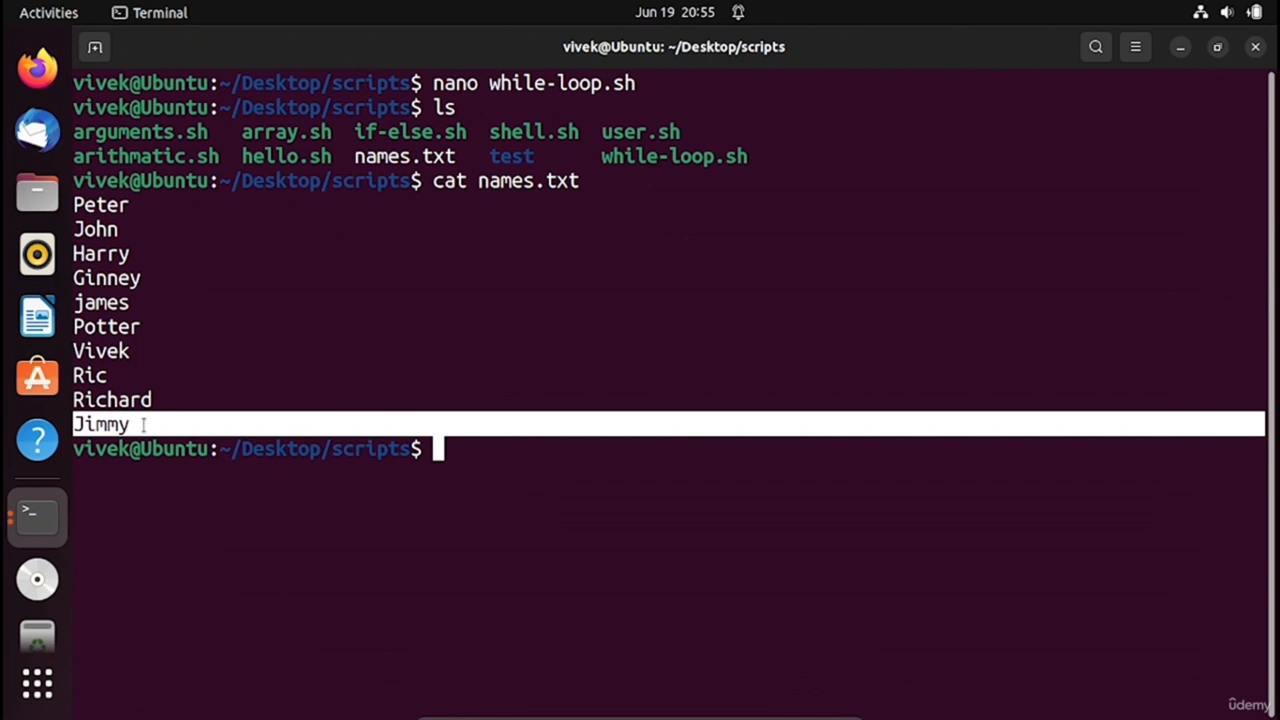 Activities Terminal Jun 19 20:55
vivek@Ubuntu: ~/Desktop/scripts
vivek@Ubuntu:~/Desktop/scripts$ nano while-loop.sh
vivek@Ubuntu:~/Desktop/scripts$ ls
arguments.sh array.sh if-else.sh shell.sh user.sh
arithmatic.sh hello.sh names.txt test while-loop.sh
vivek@Ubuntu:~/Desktop/scripts$ cat names.txt
Peter
John
Harry
Ginney
james
Potter
Vivek
Ric
Richard
Jimmy
vivek@Ubuntu:~/Desktop/scripts$
udemy